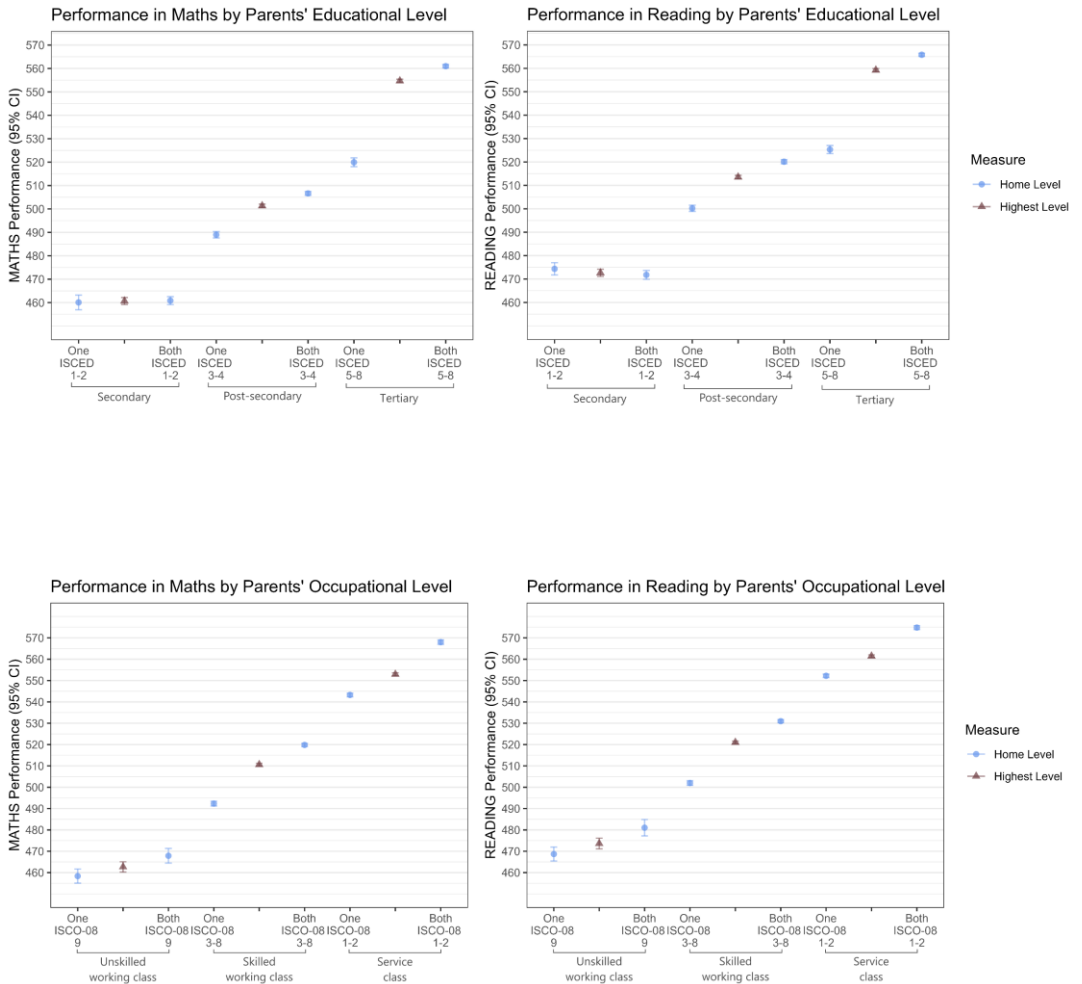 Performance in Maths by Parents' Educational Level
MATHS Performance (95% CI)
570
560
550
540
530
520
510
500
490
480
470
460
One ISCED 1-2
Both ISCED 1-2
One ISCED 3-4
Both ISCED 3-4
One ISCED 5-8
Both ISCED 5-8
Secondary
Post-secondary
Tertiary
Performance in Reading by Parents' Educational Level
READING Performance (95% CI)
570
560
550
540
530
520
510
500
490
480
470
460
One ISCED 1-2
Both ISCED 1-2
One ISCED 3-4
Both ISCED 3-4
One ISCED 5-8
Both ISCED 5-8
Secondary
Post-secondary
Tertiary
Measure
Home Level
Highest Level
Performance in Maths by Parents' Occupational Level
MATHS Performance (95% CI)
570
560
550
540
530
520
510
500
490
480
470
460
One ISCO-08 9
Both ISCO-08 9
One ISCO-08 3-8
Both ISCO-08 3-8
One ISCO-08 1-2
Both ISCO-08 1-2
Unskilled working class
Skilled working class
Service class
Performance in Reading by Parents' Occupational Level
READING Performance (95% CI)
570
560
550
540
530
520
510
500
490
480
470
460
One ISCO-08 9
Both ISCO-08 9
One ISCO-08 3-8
Both ISCO-08 3-8
One ISCO-08 1-2
Both ISCO-08 1-2
Unskilled working class
Skilled working class
Service class
Measure
Home Level
Highest Level